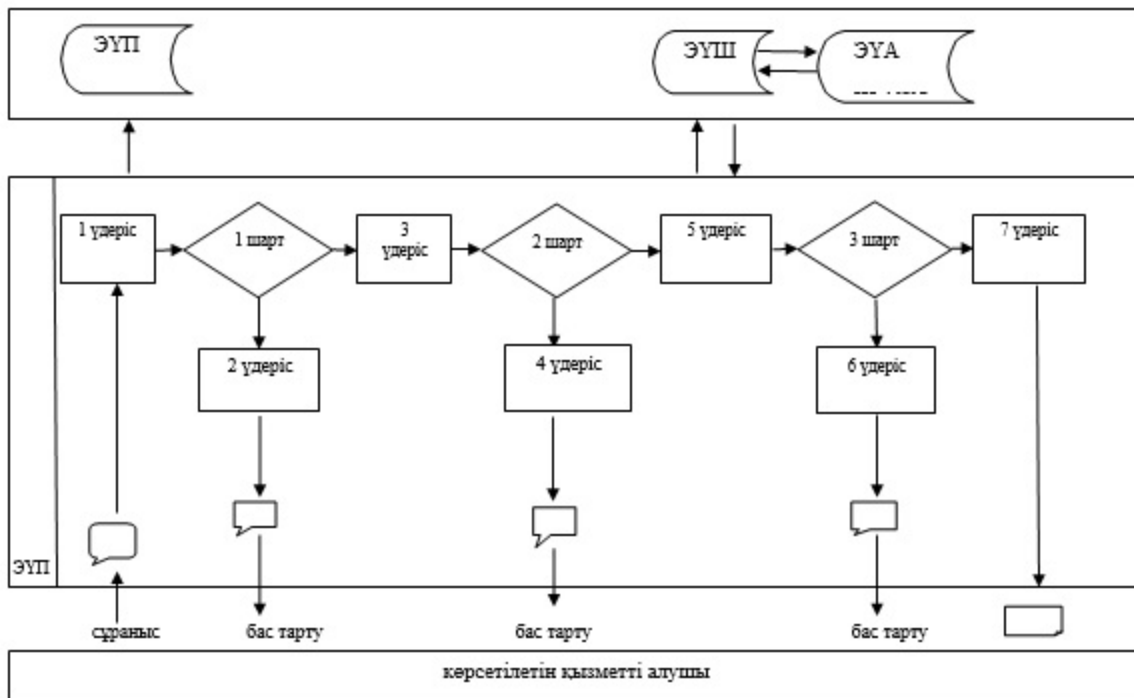 ЭҮП
ЭҮШ
ЭҮА
1 үдеріс
1 шарт
3
үдеріс
2 шарт
5 үдеріс
3 шарт
7 үдеріс
2 үдеріс
4 үдеріс
6 үдеріс
ЭҮП
сұраныс
бас тарту
бас тарту
бас тарту
көрсетілетін қызметті алушы